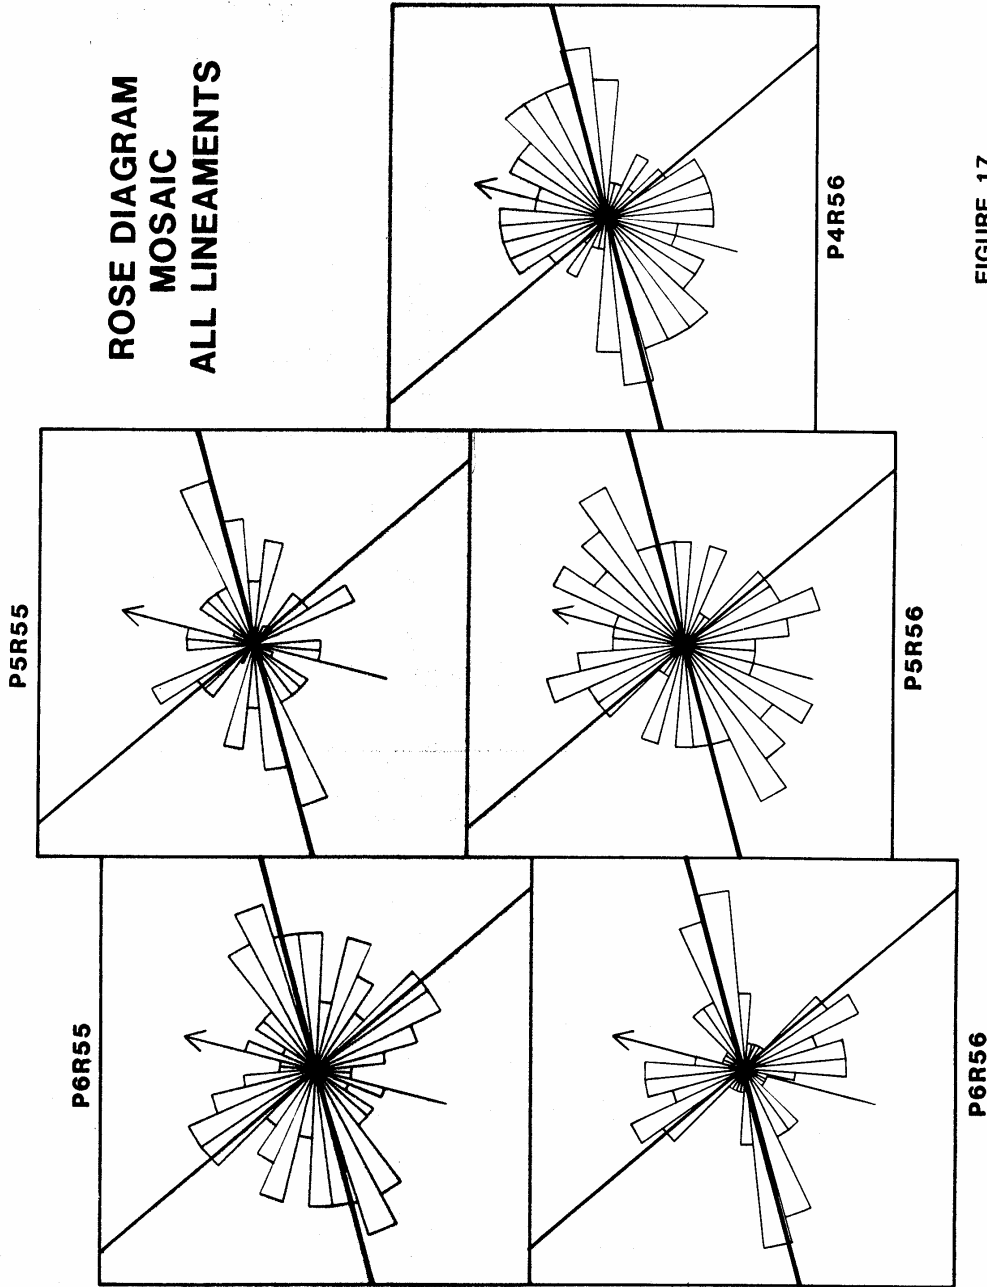 ROSE DIAGRAM
MOSAIC
ALL LINEAMENTS
P5R55
P6R55
P4R56
P5R56
P6R56
FIGURE 17